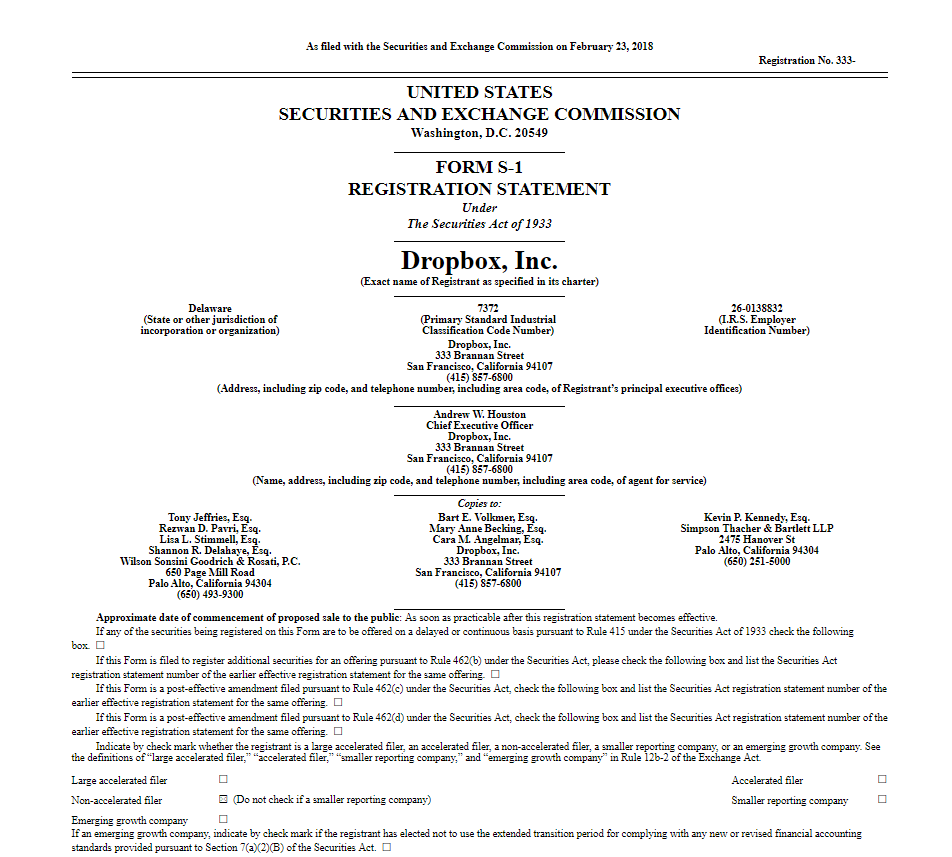 As filed with the Securities and Exchange Commission on February 23, 2018
Registration No. 333-
UNITED STATES
SECURITIES AND EXCHANGE COMMISSION
Washington, D.C. 20549
FORM S-1
REGISTRATION STATEMENT
Under
The Securities Act of 1933
Dropbox, Inc.
(Exact name of Registrant as specified in its charter)
Delaware
(State or other jurisdiction of
incorporation or organization)
7372
(Primary Standard Industrial
Classification Code Number)
26-0138832
(I.R.S. Employer
Identification Number)
Dropbox, Inc.
333 Brannan Street
San Francisco, California 94107
(415) 857-6800
(Address, including zip code, and telephone number, including area code, of Registrant's principal executive offices)
Andrew W. Houston
Chief Executive Officer
Dropbox, Inc.
333 Brannan Street
San Francisco, California 94107
(415) 857-6800
(Name, address, including zip code, and telephone number, including area code, of agent for service)
Copies to:
Tony Jeffries, Esq.
Rezwan D. Pavri, Esq.
Lisa L. Stimmell, Esq.
Shannon R. Delahaye, Esq.
Wilson Sonsini Goodrich & Rosati, P.C.
650 Page Mill Road
Palo Alto, California 94304
(650) 493-9300
Bart E. Volkmer, Esq.
Mary Anne Becking, Esq.
Cara M. Angelmar, Esq.
Dropbox, Inc.
333 Brannan Street
San Francisco, California 94107
(415) 857-6800
Kevin P. Kennedy, Esq.
Simpson Thacher & Bartlett LLP
2475 Hanover St
Palo Alto, California 94304
(650) 251-5000
Approximate date of commencement of proposed sale to the public: As soon as practicable after this registration statement becomes effective.
If any of the securities being registered on this Form are to be offered on a delayed or continuous basis pursuant to Rule 415 under the Securities Act of 1933 check the following
box. ☐
If this Form is filed to register additional securities for an offering pursuant to Rule 462(b) under the Securities Act, please check the following box and list the Securities Act
registration statement number of the earlier effective registration statement for the same offering. ☐
If this Form is a post-effective amendment filed pursuant to Rule 462(c) under the Securities Act, check the following box and list the Securities Act registration statement number of the
earlier effective registration statement for the same offering. ☐
If this Form is a post-effective amendment filed pursuant to Rule 462(d) under the Securities Act, check the following box and list the Securities Act registration statement number of the
earlier effective registration statement for the same offering. ☐
Indicate by check mark whether the registrant is a large accelerated filer, an accelerated filer, a non-accelerated filer, a smaller reporting company, or an emerging growth company. See
the definitions of "large accelerated filer," "accelerated filer," "smaller reporting company," and "emerging growth company" in Rule 12b-2 of the Exchange Act.
Large accelerated filer ☐ Accelerated filer ☐
Non-accelerated filer ☒ (Do not check if a smaller reporting company) Smaller reporting company ☐
Emerging growth company ☐
If an emerging growth company, indicate by check mark if the registrant has elected not to use the extended transition period for complying with any new or revised financial accounting
standards provided pursuant to Section 7(a)(2)(B) of the Securities Act. ☐